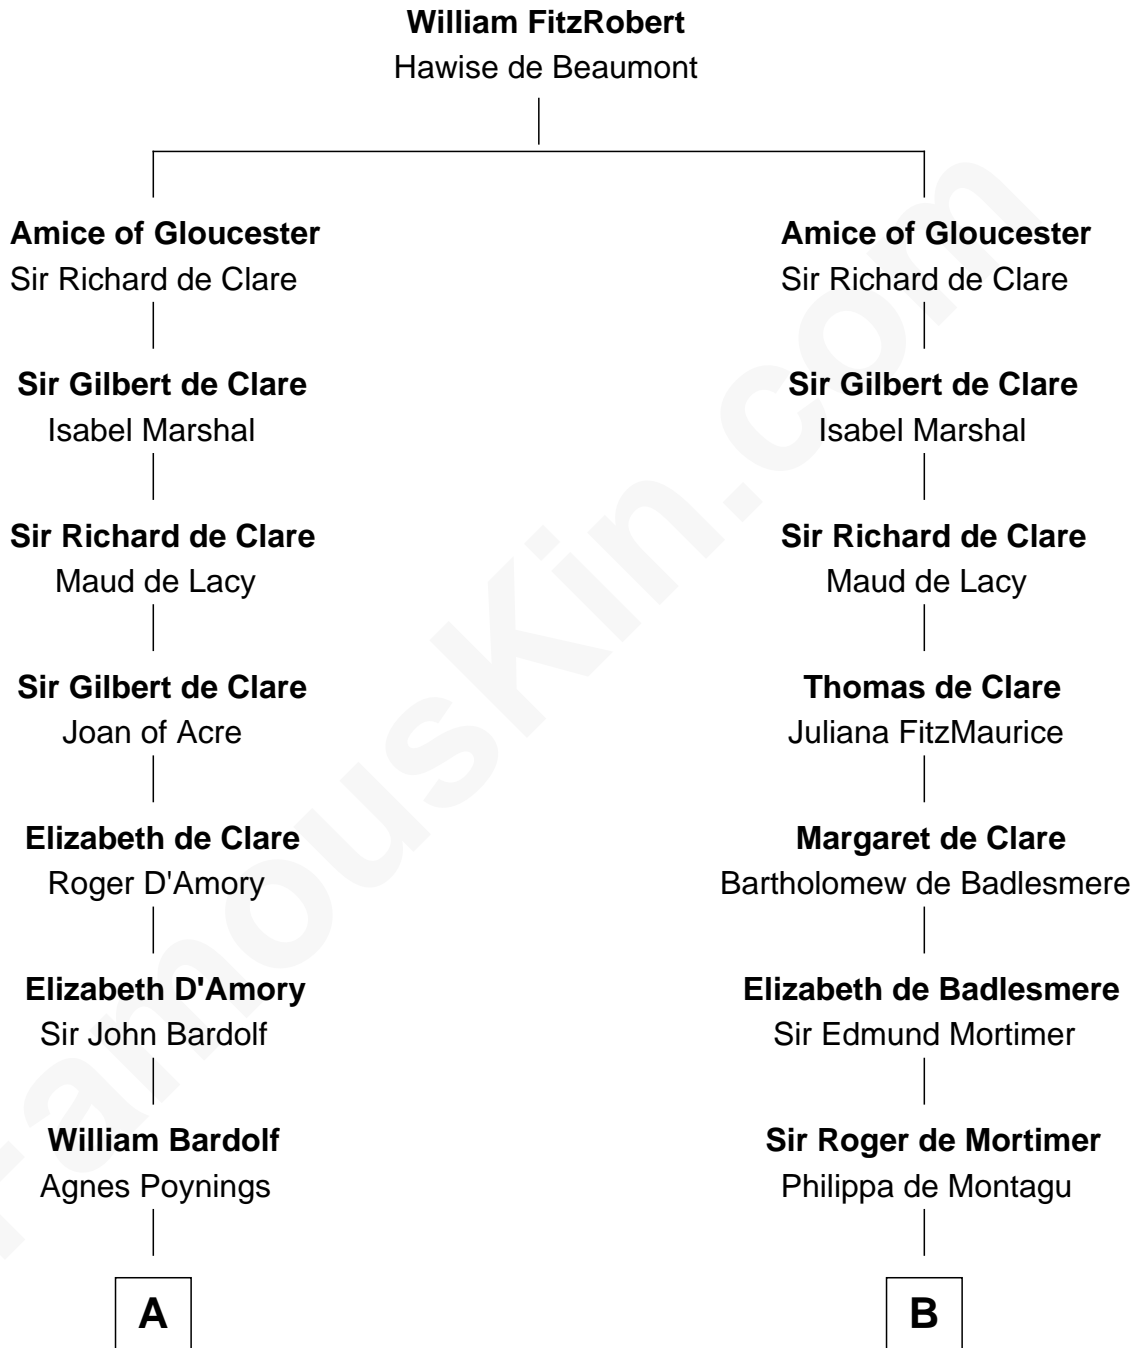 William FitzRobert
Hawise de Beaumont
Amice of Gloucester
Sir Richard de Clare
Sir Gilbert de Clare
Isabel Marshal
Sir Richard de Clare
Maud de Lacy
Sir Gilbert de Clare
Joan of Acre
Elizabeth de Clare
Roger D'Amory
Elizabeth D'Amory
Sir John Bardolf
William Bardolf
Agnes Poynings
A
Amice of Gloucester
Sir Richard de Clare
Sir Gilbert de Clare
Isabel Marshal
Sir Richard de Clare
Maud de Lacy
Thomas de Clare
Juliana FitzMaurice
Margaret de Clare
Bartholomew de Badlesmere
Elizabeth de Badlesmere
Sir Edmund Mortimer
Sir Roger de Mortimer
Philippa de Montagu
B
FamousKin.com